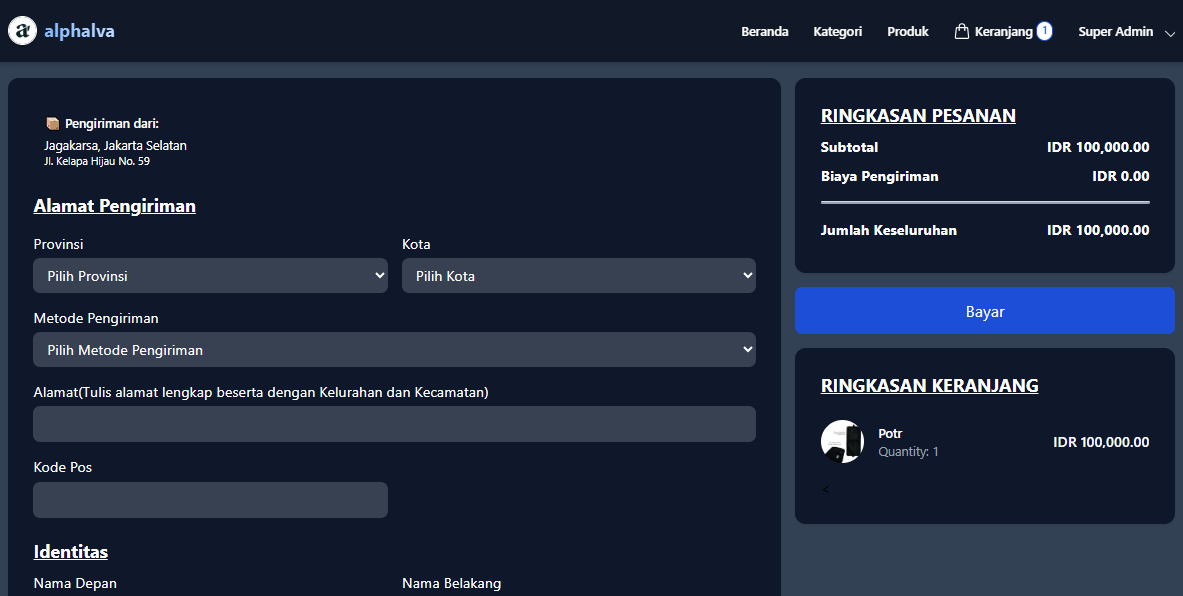 a alphalva
Beranda Kategori Produk Keranjang 1 Super Admin
Pengiriman dari:
Jagakarsa, Jakarta Selatan
Jl. Kelapa Hijau No. 59
Alamat Pengiriman
Provinsi Kota
Pilih Provinsi Pilih Kota
Metode Pengiriman
Pilih Metode Pengiriman
Alamat(Tulis alamat lengkap beserta dengan Kelurahan dan Kecamatan)
Kode Pos
Identitas
Nama Depan Nama Belakang
RINGKASAN PESANAN
Subtotal IDR 100,000.00
Biaya Pengiriman IDR 0.00
Jumlah Keseluruhan IDR 100,000.00
Bayar
RINGKASAN KERANJANG
Potr IDR 100,000.00
Quantity: 1
<